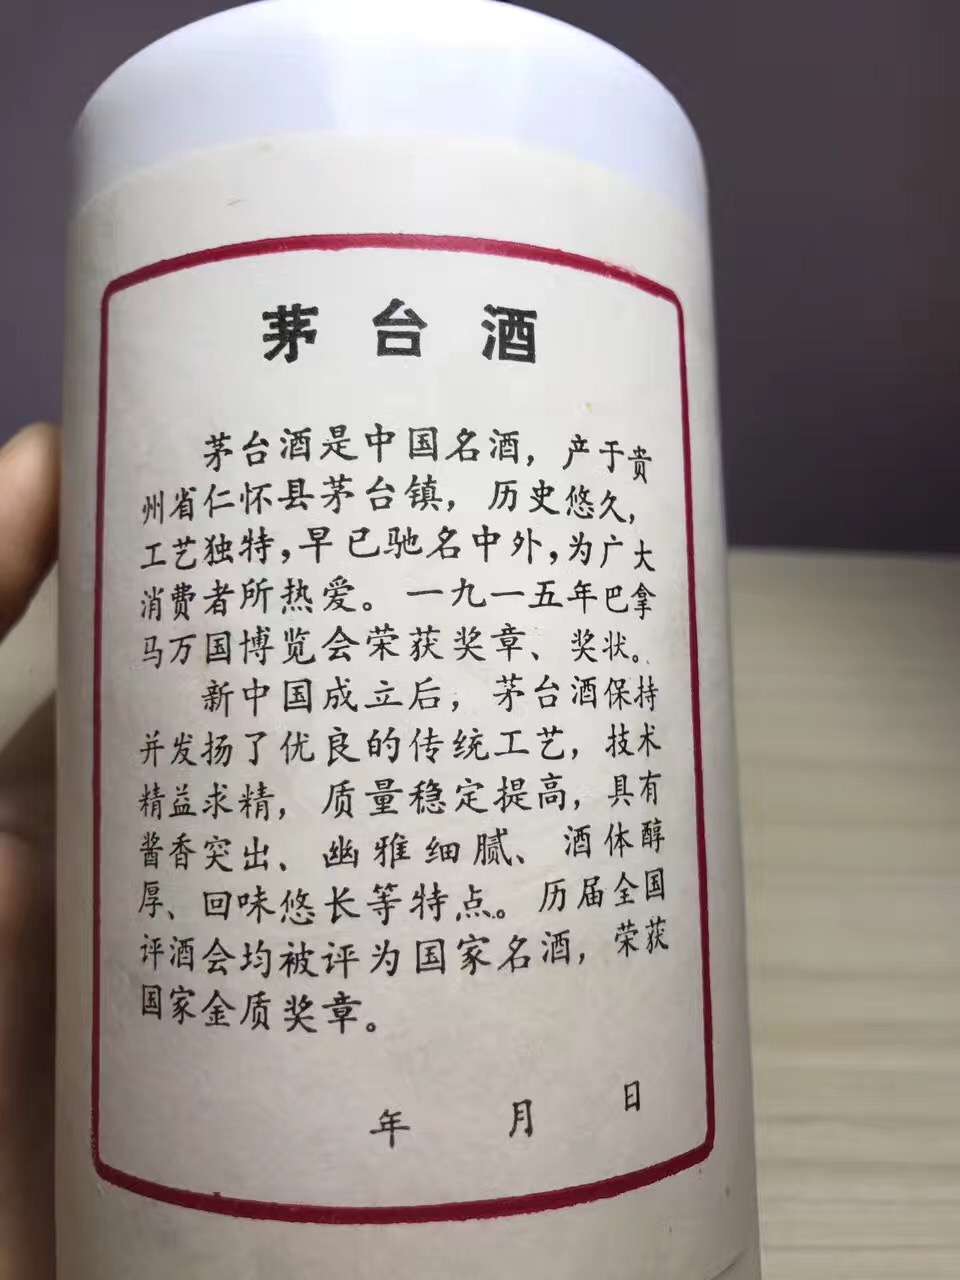 茅台酒
茅台酒是中国名酒，产于贵
州省仁怀县茅台镇，历史悠久，
工艺独特，早已驰名中外，为广大
消费者所热爱。一九一五年巴拿
马万国博览会荣获奖章、奖状。
新中国成立后，茅台酒保持
并发扬了优良的传统工艺，技术
精益求精，质量稳定提高，具有
酱香突出、幽雅细腻、酒体醇
厚、回味悠长等特点。历届全国
评酒会均被评为国家名酒，荣获
国家金质奖章。
年 月 日